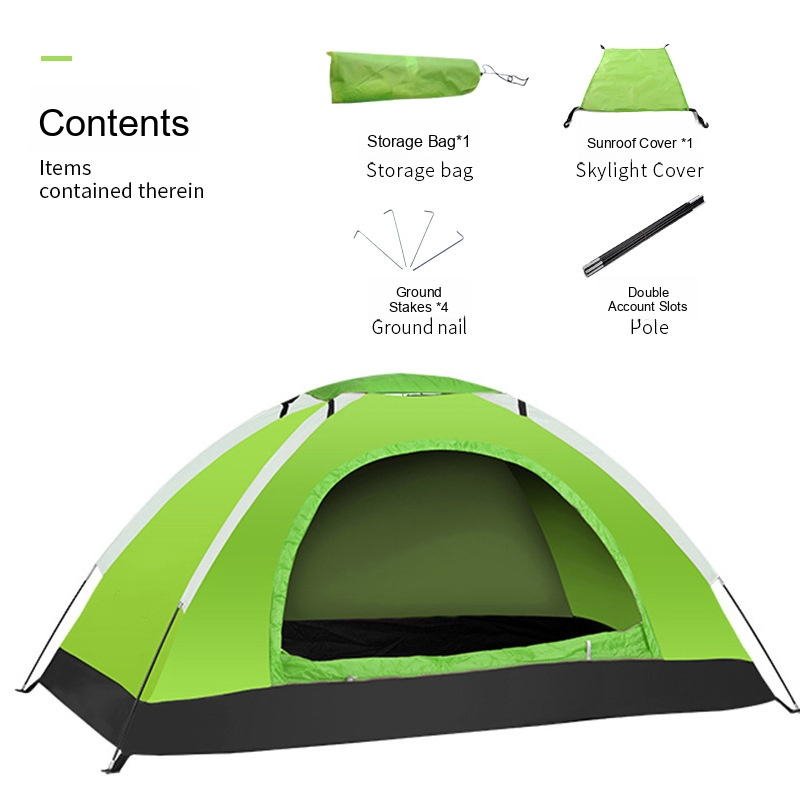 Contents
Items
contained therein
Storage Bag*1
Storage bag
Sunroof Cover *1
Skylight Cover
Ground
Stakes *4
Ground nail
Double
Account Slots
Pole